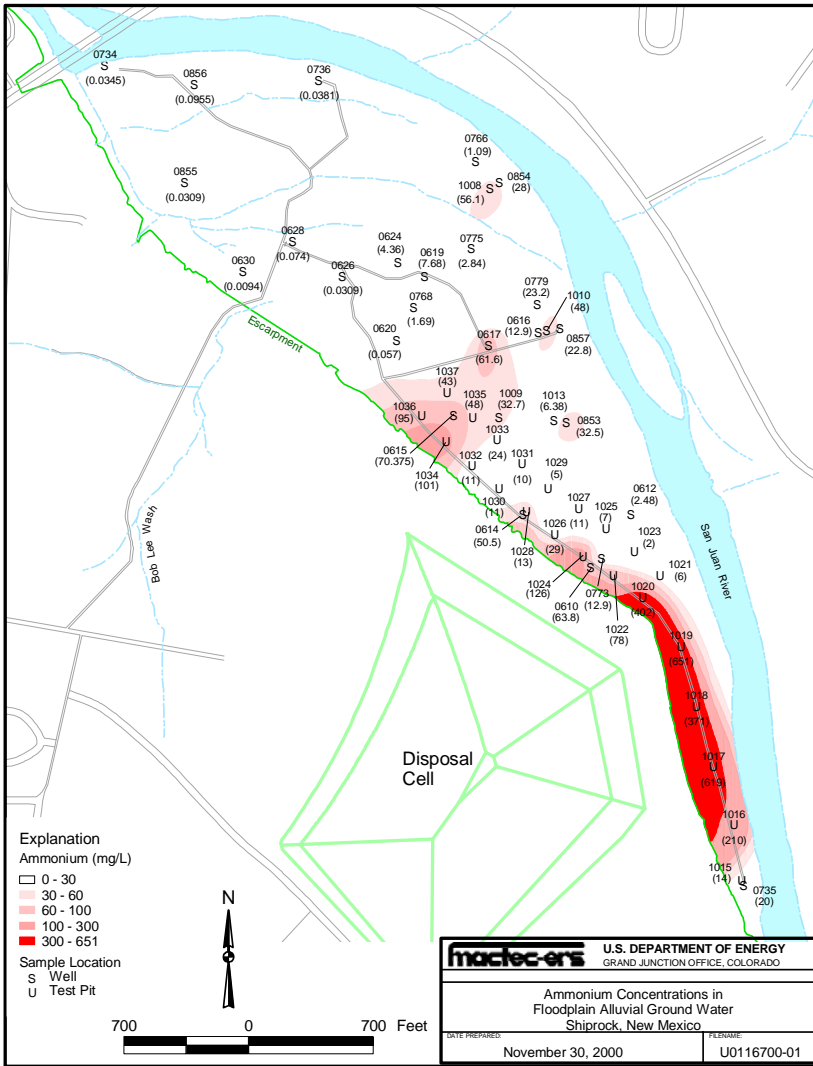 0734
S
(0.0345)
0856
S
(0.0955)
0736
S
(0.0381)
0766
(1.09)
S
0854
S
(28)
1008
S
(56.1)
0855
S
(0.0309)
0628
S
(0.074)
0624
(4.36)
S
0619
(7.68)
S
0775
S
(2.84)
0630
S
(0.0094)
0626
S
(0.0309)
0768
S
(1.69)
0779
(23.2)
S
1010
(48)
S
0616
(12.9)
S
S
0857
(22.8)
0620
S
(0.057)
0617
S
(61.6)
Escarpment
1037
(43)
U
1036
(95)
U
1035
(48)
U
1009
(32.7)
S
1013
(6.38)
S
S
0853
(32.5)
S
0615
(70.375)
1033
U
(24)
U
1034
(101)
1032
U
(11)
1031
U
(10)
1029
(5)
U
U
1030
(11)
1027
U
(11)
1025
(7)
U
0612
(2.48)
S
S
0614
(50.5)
U
1028
(13)
1026
U
(29)
1023
U
(2)
U
1024
(126)
S
0610
(63.8)
S
0773
(12.9)
U
1022
(78)
1021
U
(6)
1020
U
(402)
1019
U
(651)
1018
U
(371)
1017
U
(619)
1016
U
(210)
1015
U
(14)
S
0735
(20)
Bob Lee Wash
San Juan River
Disposal
Cell
Explanation
Ammonium (mg/L)
0 - 30
30 - 60
60 - 100
100 - 300
300 - 651
Sample Location
S Well
U Test Pit
N
700 0 700 Feet
mactec-ers
U.S. DEPARTMENT OF ENERGY
GRAND JUNCTION OFFICE, COLORADO
Ammonium Concentrations in
Floodplain Alluvial Ground Water
Shiprock, New Mexico
DATE PREPARED:
November 30, 2000
FILENAME:
U0116700-01